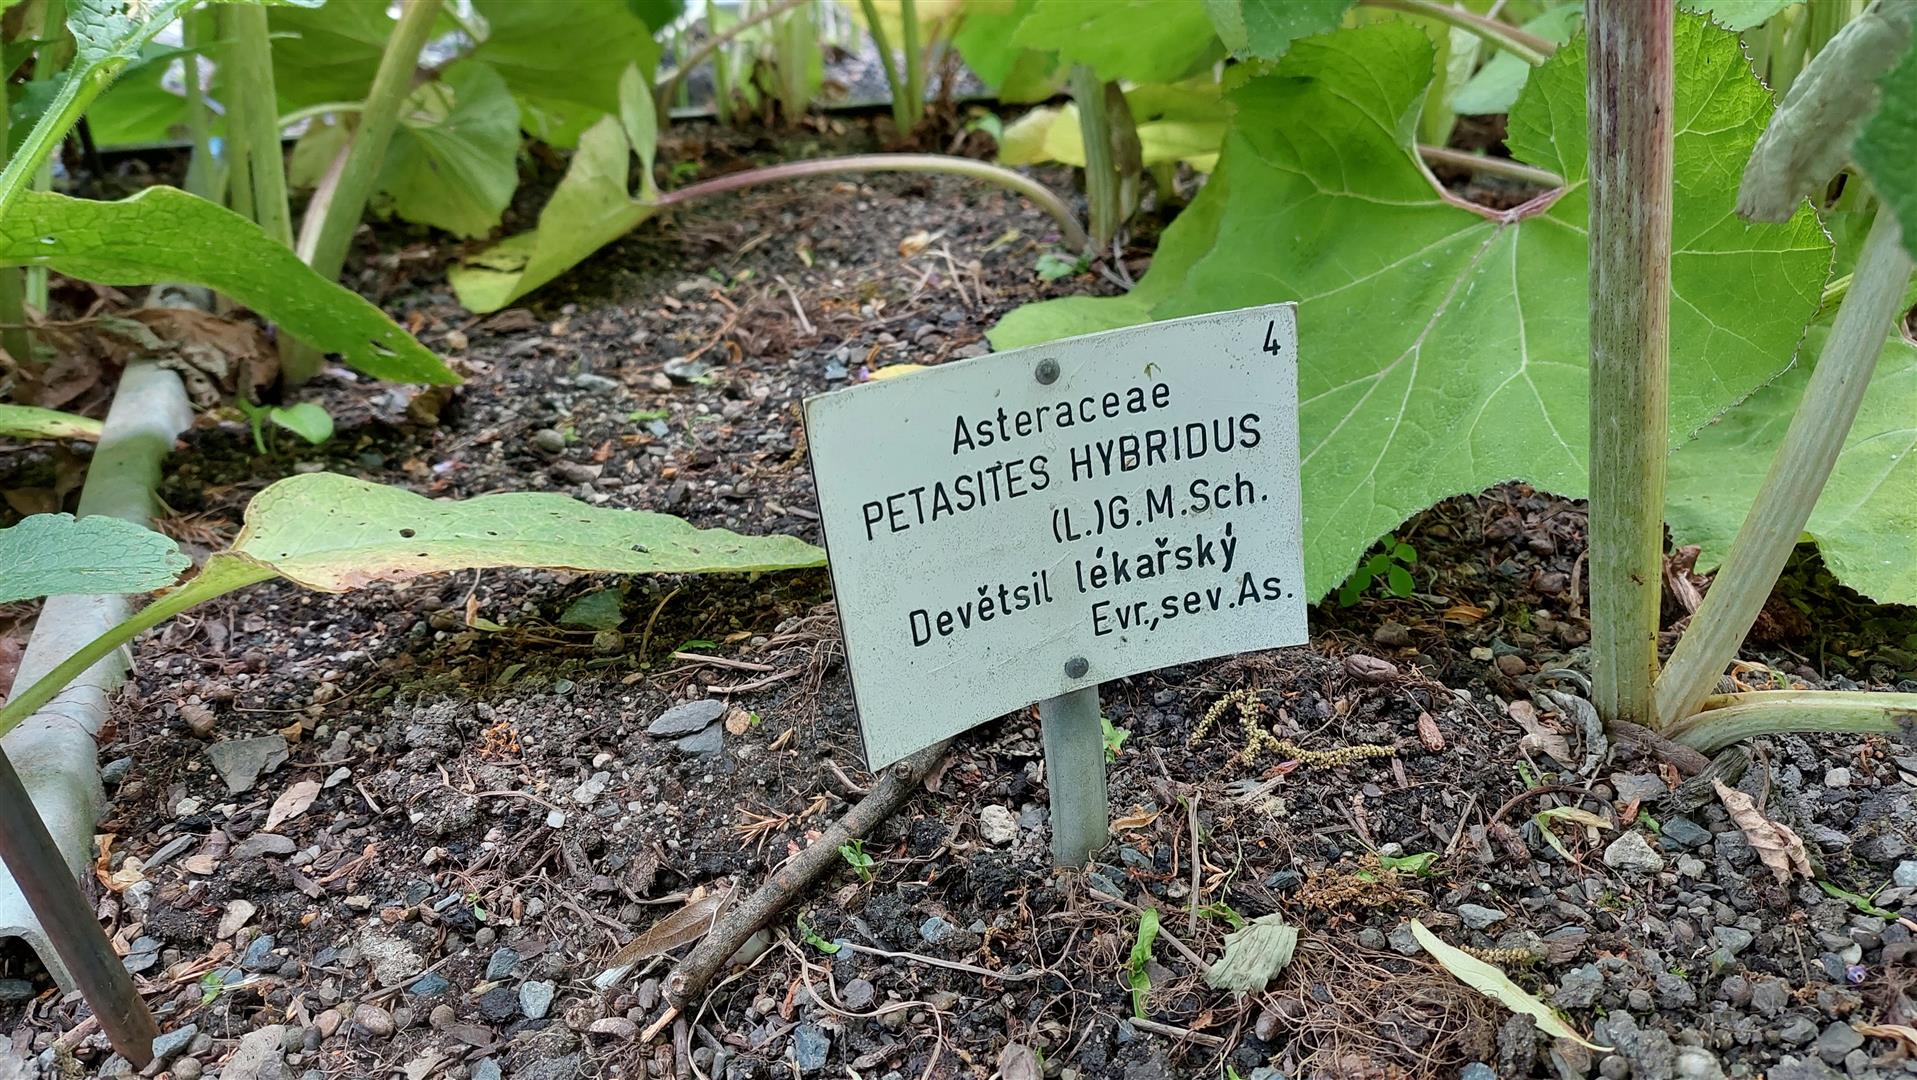 4
Asteraceae
PETASITES HYBRIDUS
(L.)G.M.Sch.
Devětsil lékařský
Evr.,sev.As.